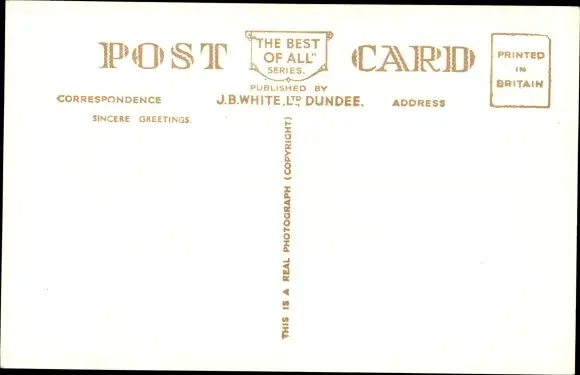 POST CARD
"THE BEST
OF ALL"
SERIES.
PUBLISHED BY
J.B.WHITE, LTD DUNDEE.
PRINTED
IN
BRITAIN
CORRESPONDENCE
ADDRESS
SINCERE GREETINGS.
THIS IS A REAL PHOTOGRAPH (COPYRIGHT)